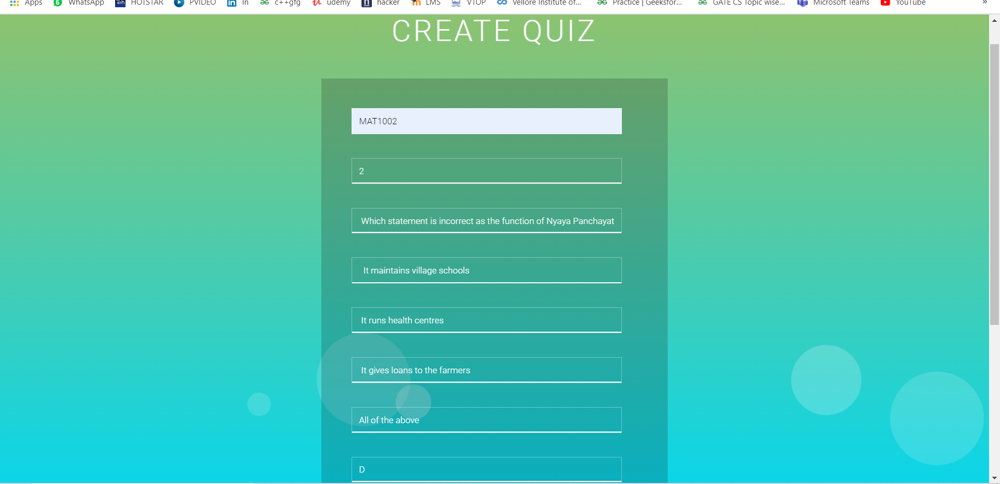 Apps WhatsApp HOTSTAR PVIDEO in In c++gfg udemy hacker LMS VTOP Vellore Institute of... Practice | Geeksfor... GATE CS Topic wise... Microsoft Teams YouTube »
CREATE QUIZ
MAT1002
2
Which statement is incorrect as the function of Nyaya Panchayat
It maintains village schools
It runs health centres
It gives loans to the farmers
All of the above
D